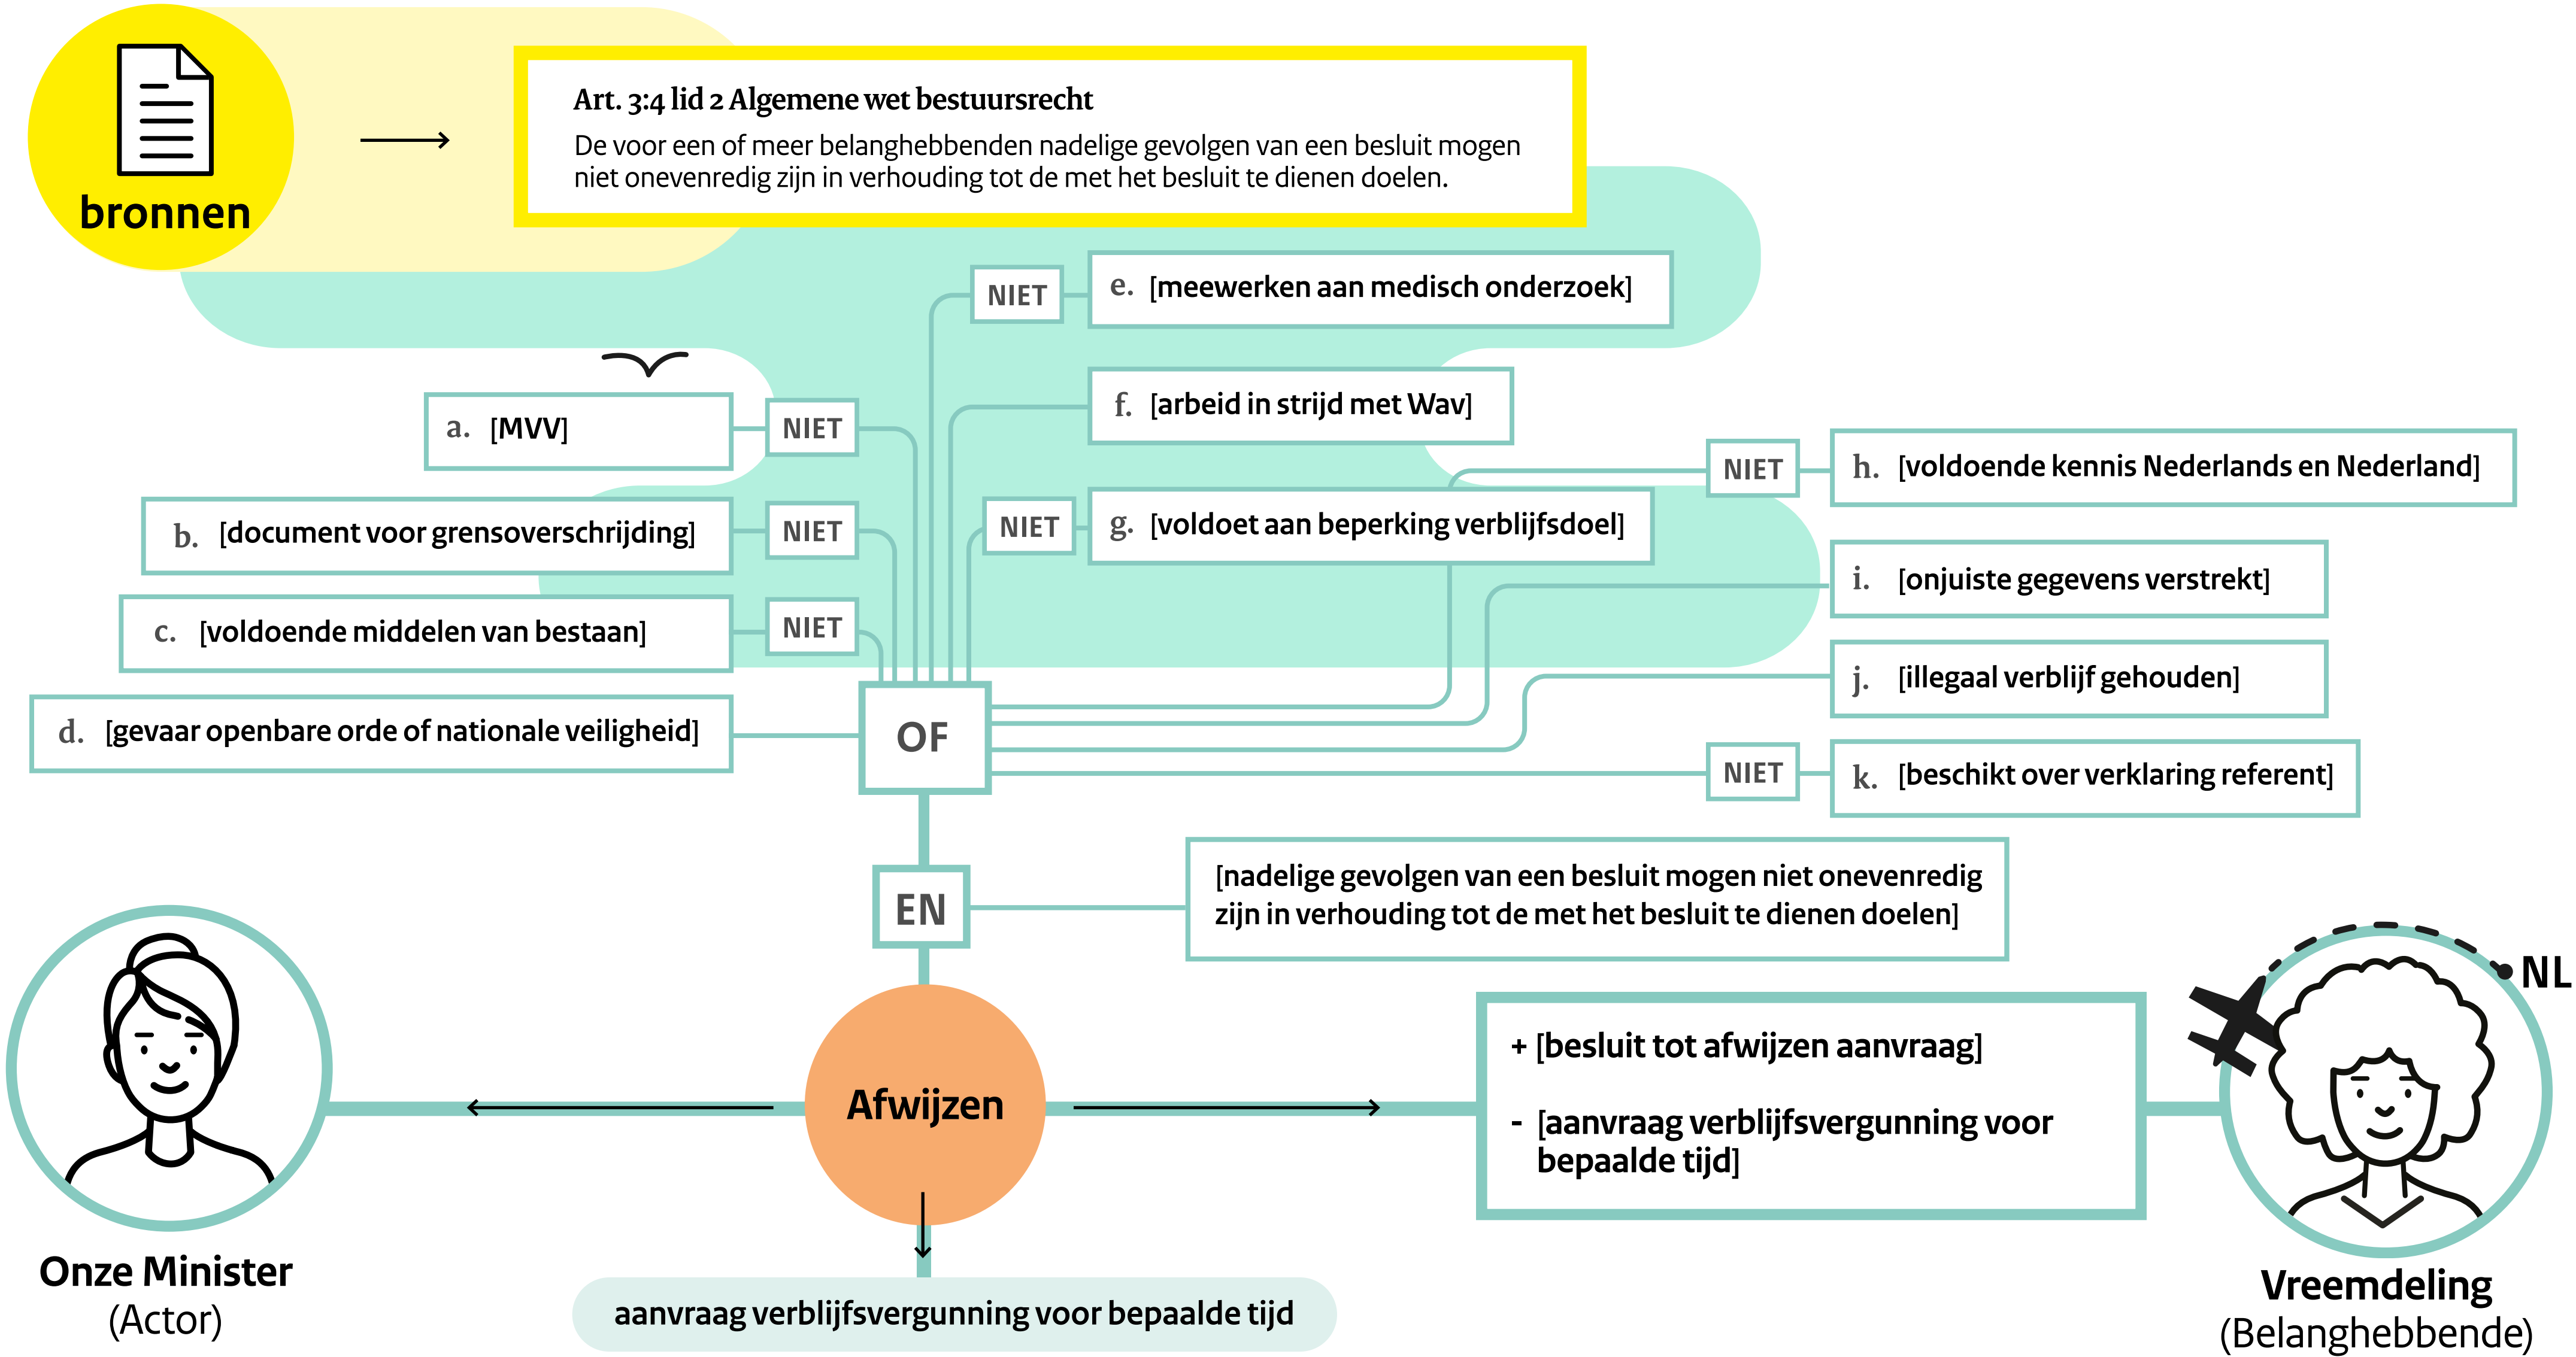 bronnen
Art. 3:4 lid 2 Algemene wet bestuursrecht
De voor een of meer belanghebbenden nadelige gevolgen van een besluit mogen
niet onevenredig zijn in verhouding tot de met het besluit te dienen doelen.
NIET
e. [meewerken aan medisch onderzoek]
a. [MVV]
NIET
f. [arbeid in strijd met Wav]
NIET
h. [voldoende kennis Nederlands en Nederland]
b. [document voor grensoverschrijding]
NIET
NIET
g. [voldoet aan beperking verblijfsdoel]
i. [onjuiste gegevens verstrekt]
c. [voldoende middelen van bestaan]
NIET
j. [illegaal verblijf gehouden]
d. [gevaar openbare orde of nationale veiligheid]
OF
NIET
k. [beschikt over verklaring referent]
EN
[nadelige gevolgen van een besluit mogen niet onevenredig
zijn in verhouding tot de met het besluit te dienen doelen]
NL
Afwijzen
+ [besluit tot afwijzen aanvraag]
- [aanvraag verblijfsvergunning voor
bepaalde tijd]
Onze Minister
(Actor)
aanvraag verblijfsvergunning voor bepaalde tijd
Vreemdeling
(Belanghebbende)